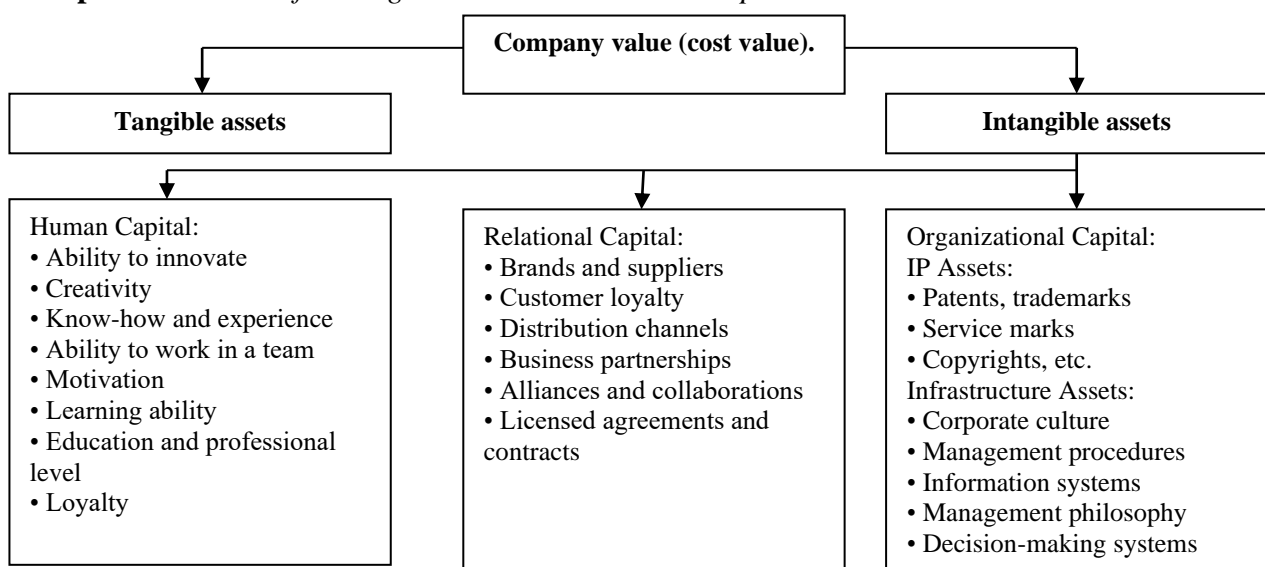 Company value (cost value).
Tangible assets
Intangible assets
Human Capital:
• Ability to innovate
• Creativity
• Know-how and experience
• Ability to work in a team
• Motivation
• Learning ability
• Education and professional
level
• Loyalty
Relational Capital:
• Brands and suppliers
• Customer loyalty
• Distribution channels
• Business partnerships
• Alliances and collaborations
• Licensed agreements and
contracts
Organizational Capital:
IP Assets:
• Patents, trademarks
• Service marks
• Copyrights, etc.
Infrastructure Assets:
• Corporate culture
• Management procedures
• Information systems
• Management philosophy
• Decision-making systems